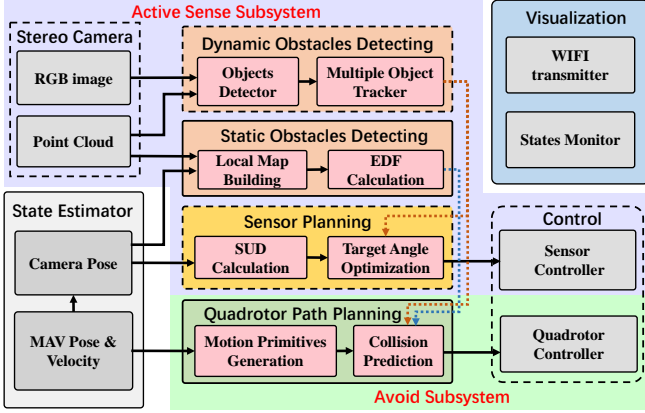 Active Sense Subsystem
Stereo Camera
RGB image
Point Cloud
Dynamic Obstacles Detecting
Objects
Detector
Multiple Object
Tracker
Static Obstacles Detecting
Local Map
Building
EDF
Calculation
Visualization
WIFI
transmitter
States Monitor
State Estimator
Camera Pose
MAV Pose &
Velocity
Sensor Planning
SUD
Calculation
Target Angle
Optimization
Control
Sensor
Controller
Quadrotor
Controller
Quadrotor Path Planning
Motion Primitives
Generation
Collision
Prediction
Avoid Subsystem